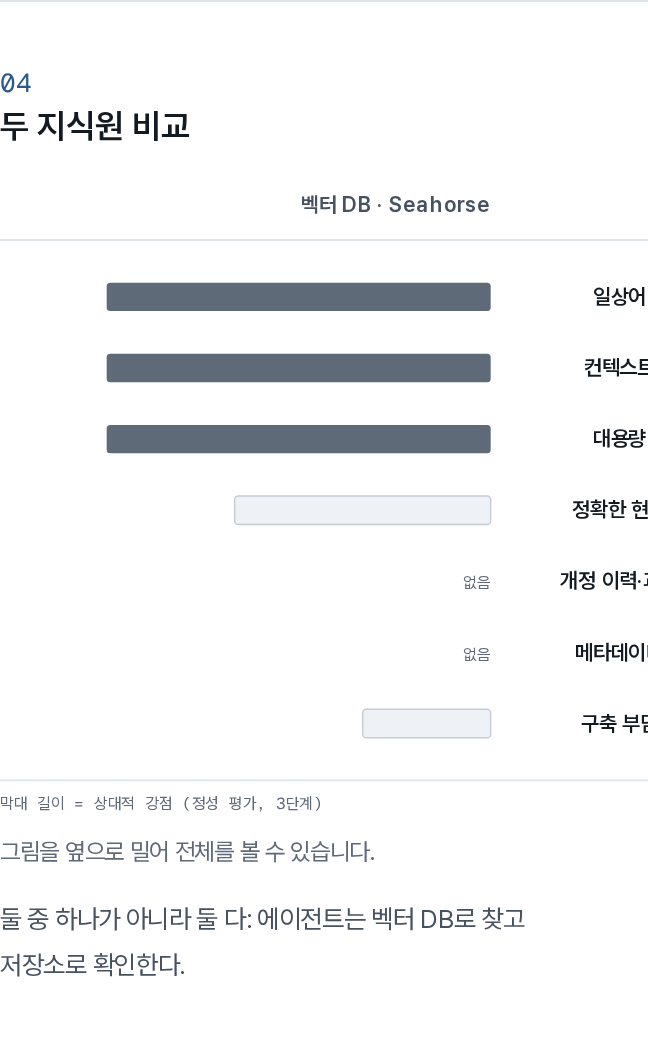 04
두 지식원 비교
벡터 DB · Seahorse
일상어
컨텍스트
대용량
정확한 현
없음 개정 이력·
없음 메타데이
구축 부담
막대 길이 = 상대적 강점 (정성 평가, 3단계)
그림을 옆으로 밀어 전체를 볼 수 있습니다.
둘 중 하나가 아니라 둘 다: 에이전트는 벡터 DB로 찾고
저장소로 확인한다.